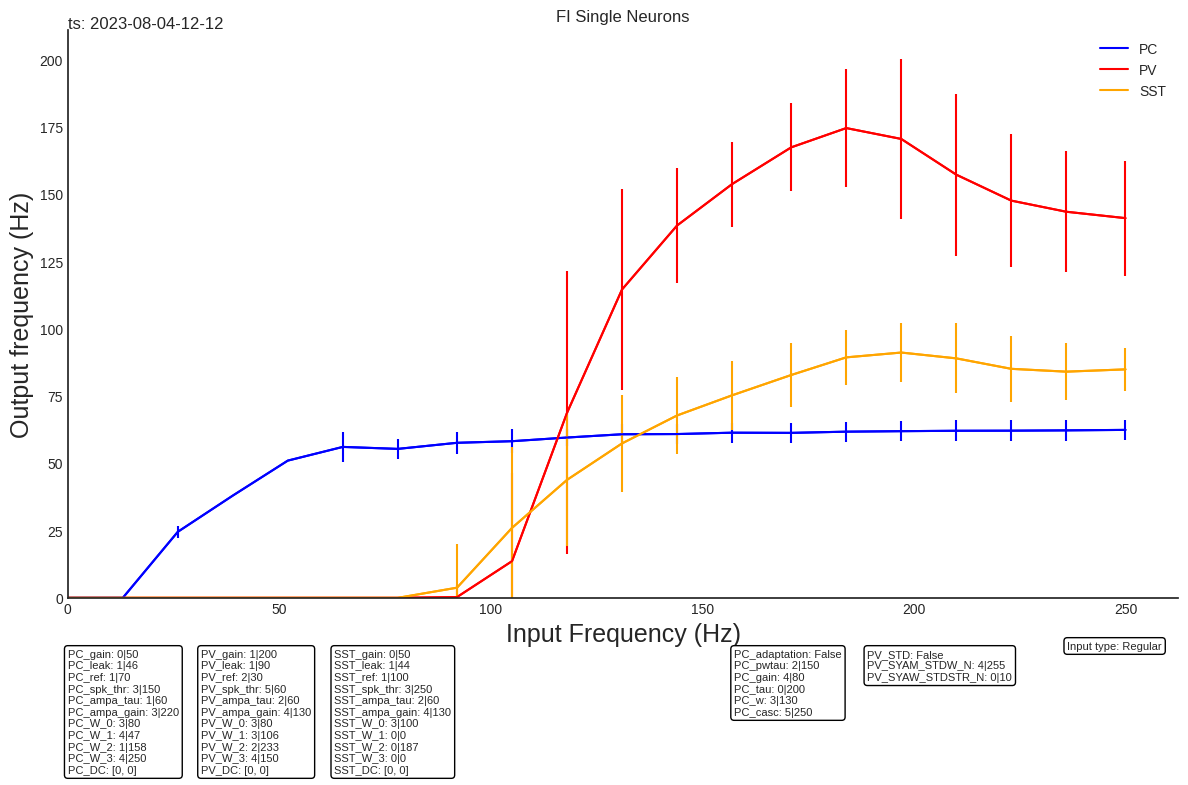 ts: 2023-08-04-12-12
FI Single Neurons
PC
PV
SST
Output frequency (Hz)
200
175
150
125
100
75
50
25
0
0 50 100 150 200 250
Input Frequency (Hz)
PC_gain: 0|50
PC_leak: 1|46
PC_ref: 1|70
PC_spk_thr: 3|150
PC_ampa_tau: 1|60
PC_ampa_gain: 3|220
PC_W_0: 3|80
PC_W_1: 4|47
PC_W_2: 1|158
PC_W_3: 4|250
PC_DC: [0, 0]
PV_gain: 1|200
PV_leak: 1|90
PV_ref: 2|30
PV_spk_thr: 5|60
PV_ampa_tau: 2|60
PV_ampa_gain: 4|130
PV_W_0: 3|80
PV_W_1: 3|106
PV_W_2: 2|233
PV_W_3: 4|150
PV_DC: [0, 0]
SST_gain: 0|50
SST_leak: 1|44
SST_ref: 1|100
SST_spk_thr: 3|250
SST_ampa_tau: 2|60
SST_ampa_gain: 4|130
SST_W_0: 3|100
SST_W_1: 0|0
SST_W_2: 0|187
SST_W_3: 0|0
SST_DC: [0, 0]
PC_adaptation: False
PC_pwtau: 2|150
PC_gain: 4|80
PC_tau: 0|200
PC_w: 3|130
PC_casc: 5|250
PV_STD: False
PV_SYAM_STDW_N: 4|255
PV_SYAW_STDSTR_N: 0|10
Input type: Regular